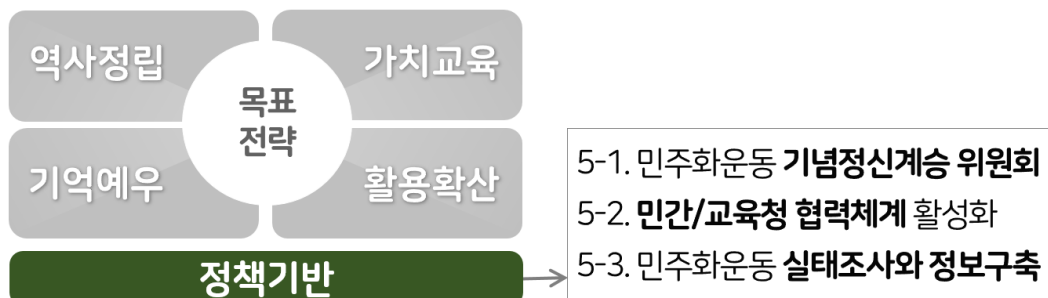 역사정립
가치교육
목표
전략
기억예우
활용확산
정책기반
5-1. 민주화운동 기념정신계승 위원회
5-2. 민간/교육청 협력체계 활성화
5-3. 민주화운동 실태조사와 정보구축